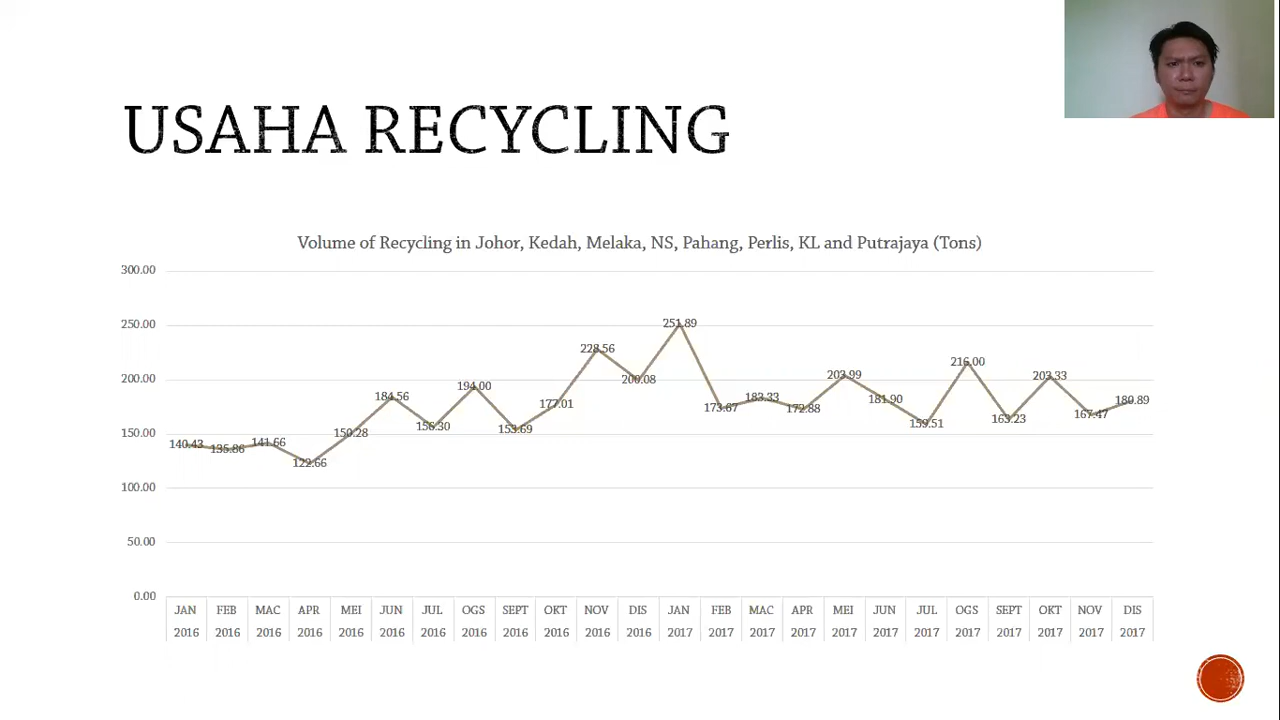 USAHA RECYCLING
Volume of Recycling in Johor, Kedah, Melaka, NS, Pahang, Perlis, KL and Putrajaya (Tons)
300.00
250.00
200.00
150.00
100.00
50.00
0.00
140.43 135.86 141.66 122.66 150.28 184.56 156.30 194.00 153.69 177.01 228.56 200.08 251.89 173.67 183.33 172.88 203.99 181.90 159.51 216.00 163.23 203.33 167.47 180.89
JAN FEB MAC APR MEI JUN JUL OGS SEPT OKT NOV DIS JAN FEB MAC APR MEI JUN JUL OGS SEPT OKT NOV DIS
2016 2016 2016 2016 2016 2016 2016 2016 2016 2016 2016 2016 2017 2017 2017 2017 2017 2017 2017 2017 2017 2017 2017 2017